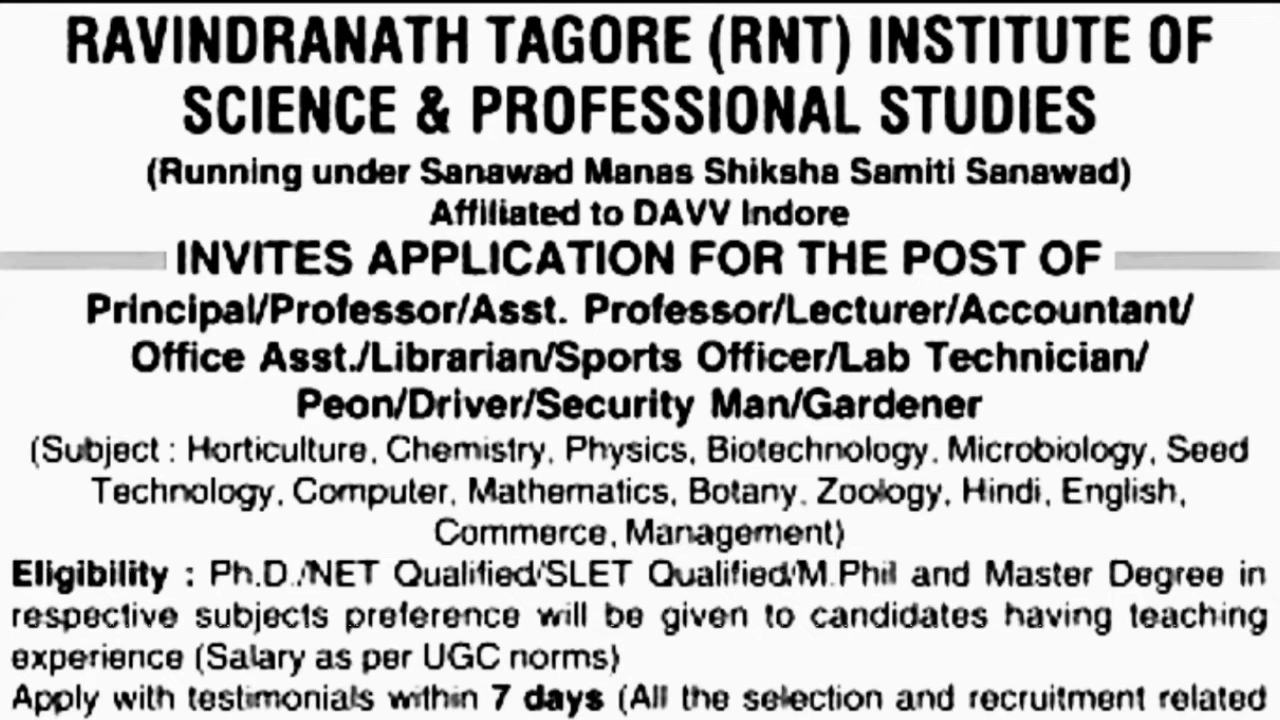 RAVINDRANATH TAGORE (RNT) INSTITUTE OF
SCIENCE & PROFESSIONAL STUDIES
(Running under Sanawad Manas Shiksha Samiti Sanawad)
Affiliated to DAVV Indore
INVITES APPLICATION FOR THE POST OF
Principal/Professor/Asst. Professor/Lecturer/Accountant/
Office Asst./Librarian/Sports Officer/Lab Technician/
Peon/Driver/Security Man/Gardener
(Subject : Horticulture, Chemistry, Physics, Biotechnology, Microbiology, Seed
Technology, Computer, Mathematics, Botany, Zoology, Hindi, English,
Commerce, Management)
Eligibility : Ph.D./NET Qualified/SLET Qualified/M.Phil and Master Degree in
respective subjects preference will be given to candidates having teaching
experience (Salary as per UGC norms)
Apply with testimonials within 7 days (All the selection and recruitment related